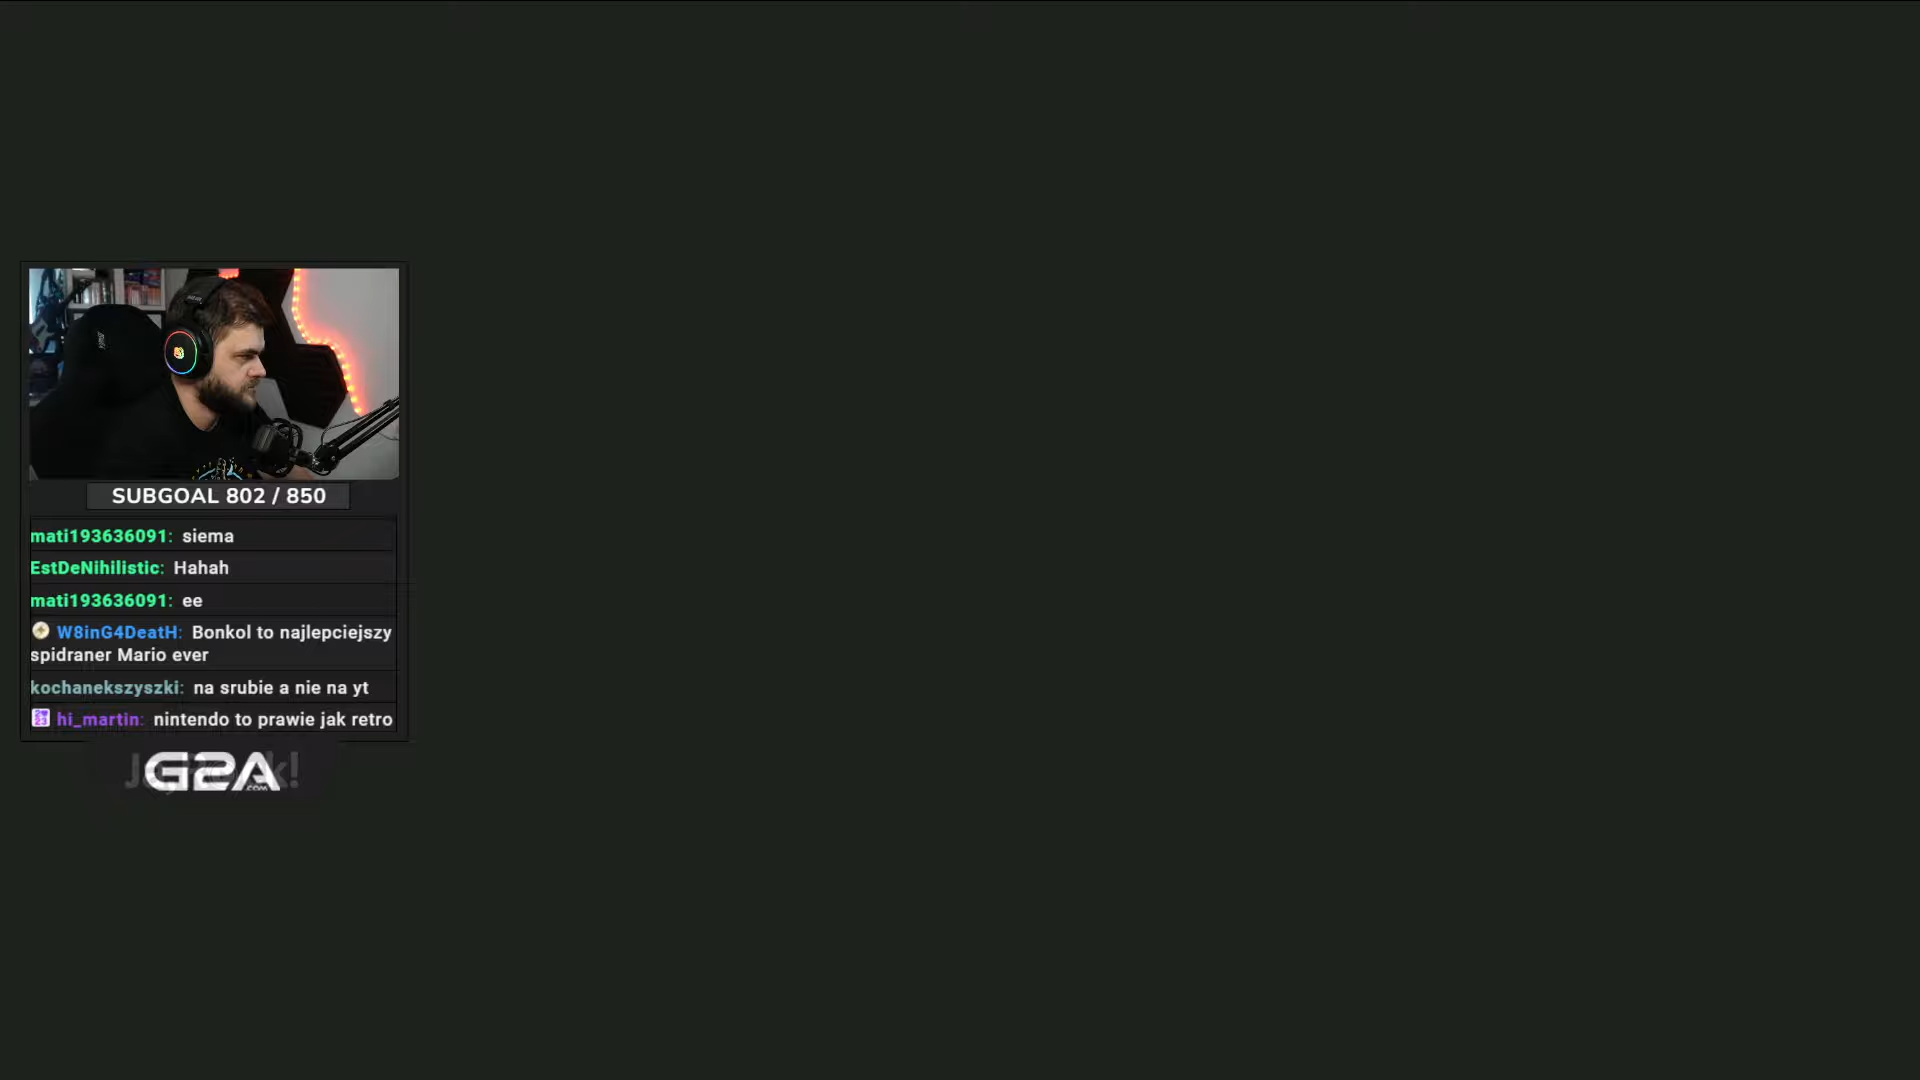 SUBGOAL 802 / 850
mati193636091: siema
EstDeNihilistic: Hahah
mati193636091: ee
W8inG4DeatH: Bonkol to najlepciejszy
spidraner Mario ever
kochanekszyszki: na srubie a nie na yt
hi_martin: nintendo to prawie jak retro
G2A
.COM